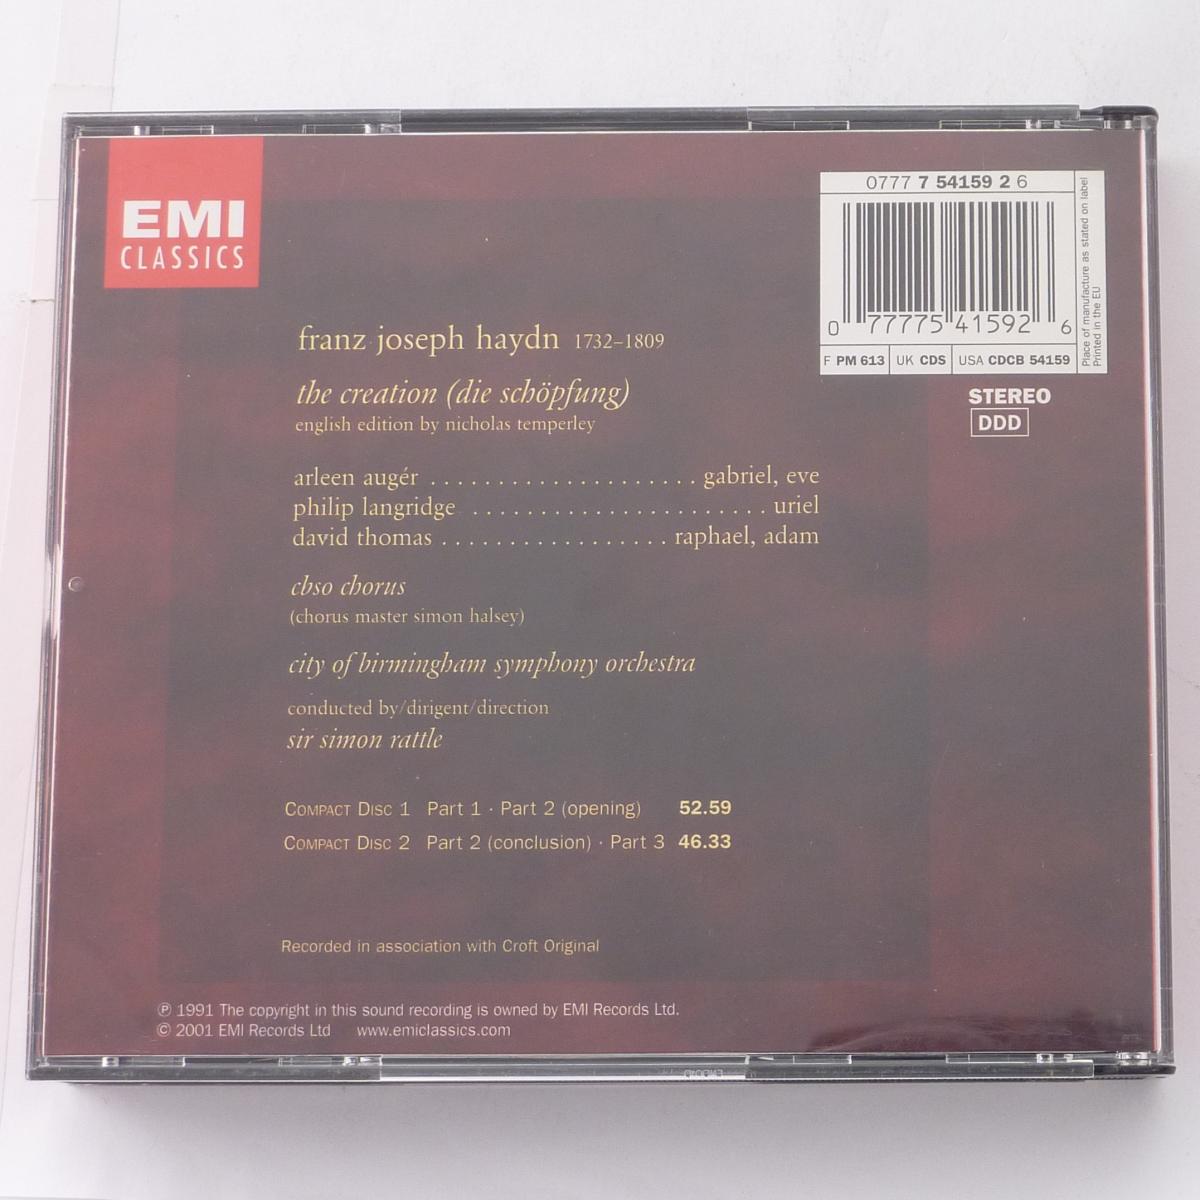 EMI
CLASSICS
0777 7 54159 2 6
0 77775 41592 6
F PM 613 UK CDS USA CDCB 54159
Place of manufacture as stated on label
Printed in the EU
STEREO
DDD
franz joseph haydn 1732–1809
the creation (die schöpfung)
english edition by nicholas temperley
arleen augér . . . . . . . . . . . . . . . . . . . . gabriel, eve
philip langridge . . . . . . . . . . . . . . . . . . . . . . uriel
david thomas . . . . . . . . . . . . . . . . . raphael, adam
cbso chorus
(chorus master simon halsey)
city of birmingham symphony orchestra
conducted by/dirigent/direction
sir simon rattle
COMPACT DISC 1 Part 1 · Part 2 (opening) 52.59
COMPACT DISC 2 Part 2 (conclusion) · Part 3 46.33
Recorded in association with Croft Original
℗ 1991 The copyright in this sound recording is owned by EMI Records Ltd.
© 2001 EMI Records Ltd www.emiclassics.com